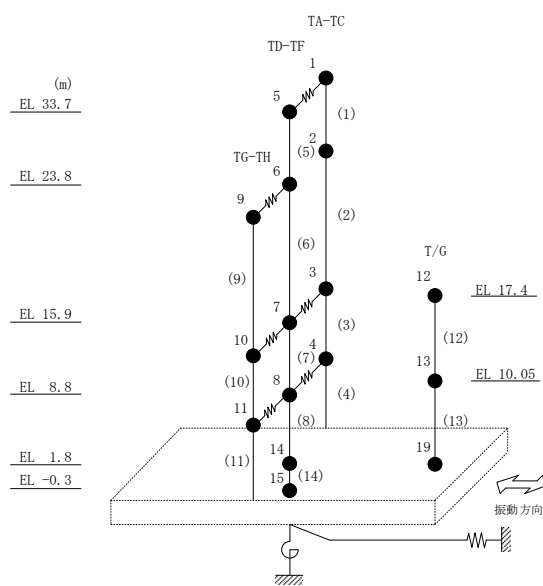 TA-TC
TD-TF
(m)
1
EL 33.7
5
(1)
2
(5)
TG-TH
EL 23.8
6
9
(2)
T/G
(6)
(9)
3
12
EL 17.4
EL 15.9
7
(3)
(12)
10
4
13
(7)
EL 10.05
(10)
8
EL 8.8
(4)
11
(8)
(13)
14
19
EL 1.8
(11)
(14)
15
EL -0.3
振動方向